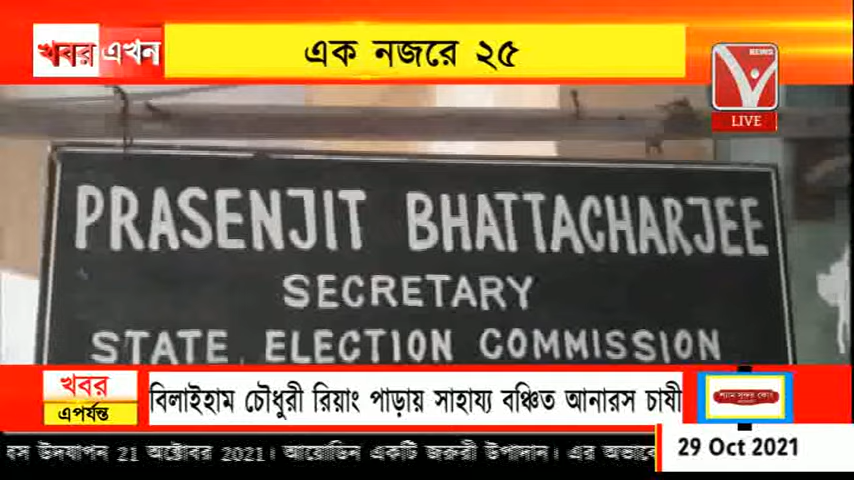 খবর এখন
এক নজরে ২৫
NEWS
LIVE
PRASENJIT BHATTACHARJEE
SECRETARY
STATE ELECTION COMMISSION
খবর
এপর্যন্ত
বিলাইহাম চৌধুরী রিয়াং পাড়ায় সাহায্য বঞ্চিত আনারস চাষী
শ্যাম সুন্দর কোং
উদযাপন 21 অক্টোবর 2021। আয়োডিন একটি জরুরী উপাদান। এর অভাবে
29 Oct 2021